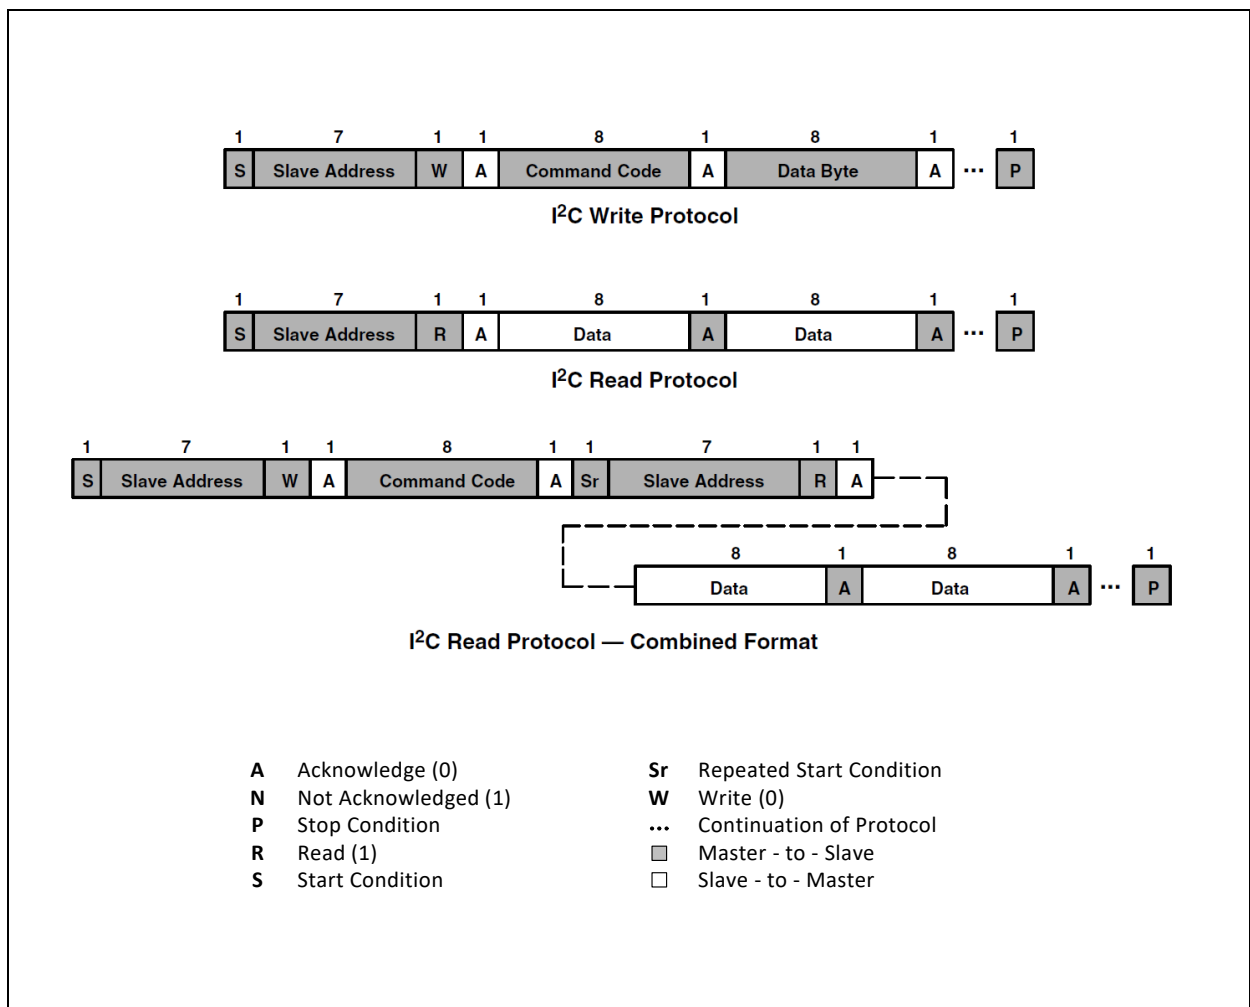 1 7 1 1 8 1 8 1 1
S Slave Address W A Command Code A Data Byte A ... P
I²C Write Protocol
1 7 1 1 8 1 8 1 1
S Slave Address R A Data A Data A ... P
I²C Read Protocol
1 7 1 1 8 1 1 7 1 1
S Slave Address W A Command Code A Sr Slave Address R A
8 1 8 1 1
Data A Data A ... P
I²C Read Protocol — Combined Format
A Acknowledge (0)
N Not Acknowledged (1)
P Stop Condition
R Read (1)
S Start Condition
Sr Repeated Start Condition
W Write (0)
... Continuation of Protocol
Master - to - Slave
Slave - to - Master